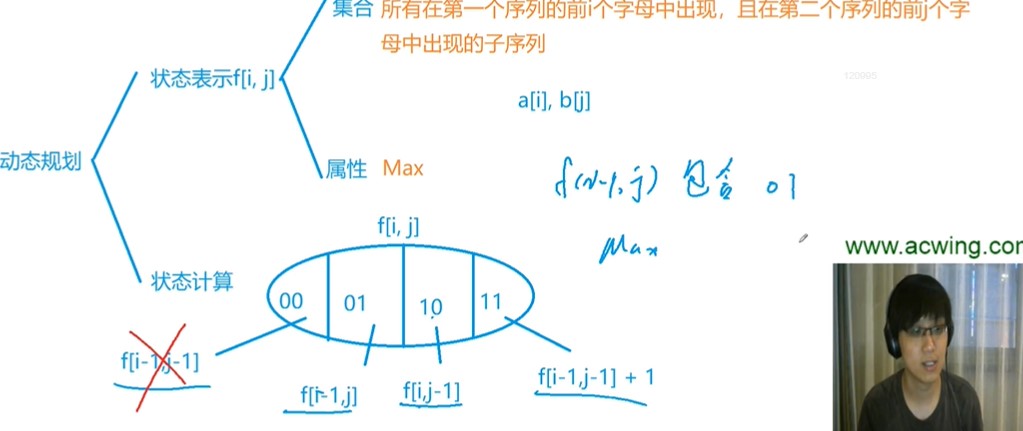 集合 所有在第一个序列的前i个字母中出现，且在第二个序列的前j个字
母中出现的子序列
状态表示f[i, j]
120995
a[i], b[j]
动态规划
属性 Max
f(i-1, j) 包含 01
f[i, j]
Max
www.acwing.com
状态计算
00 01 10 11
f[i-1,j-1]
f[i-1,j]
f[i,j-1]
f[i-1,j-1] + 1